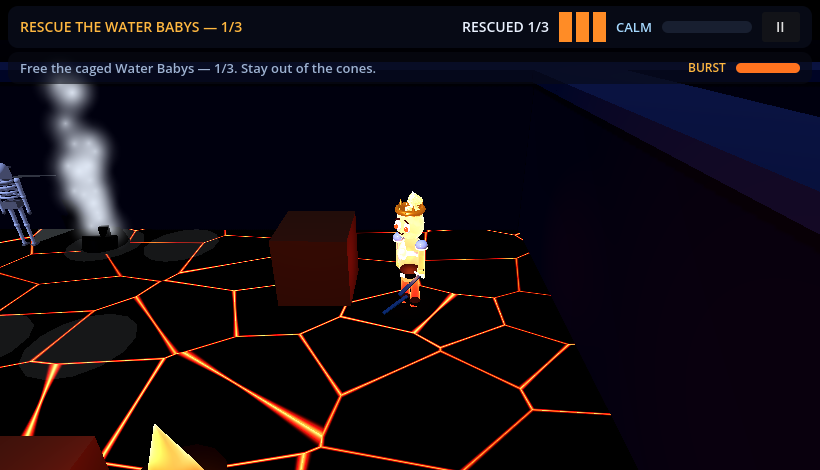 RESCUE THE WATER BABYS — 1/3
RESCUED 1/3
CALM
Free the caged Water Babys — 1/3. Stay out of the cones.
BURST